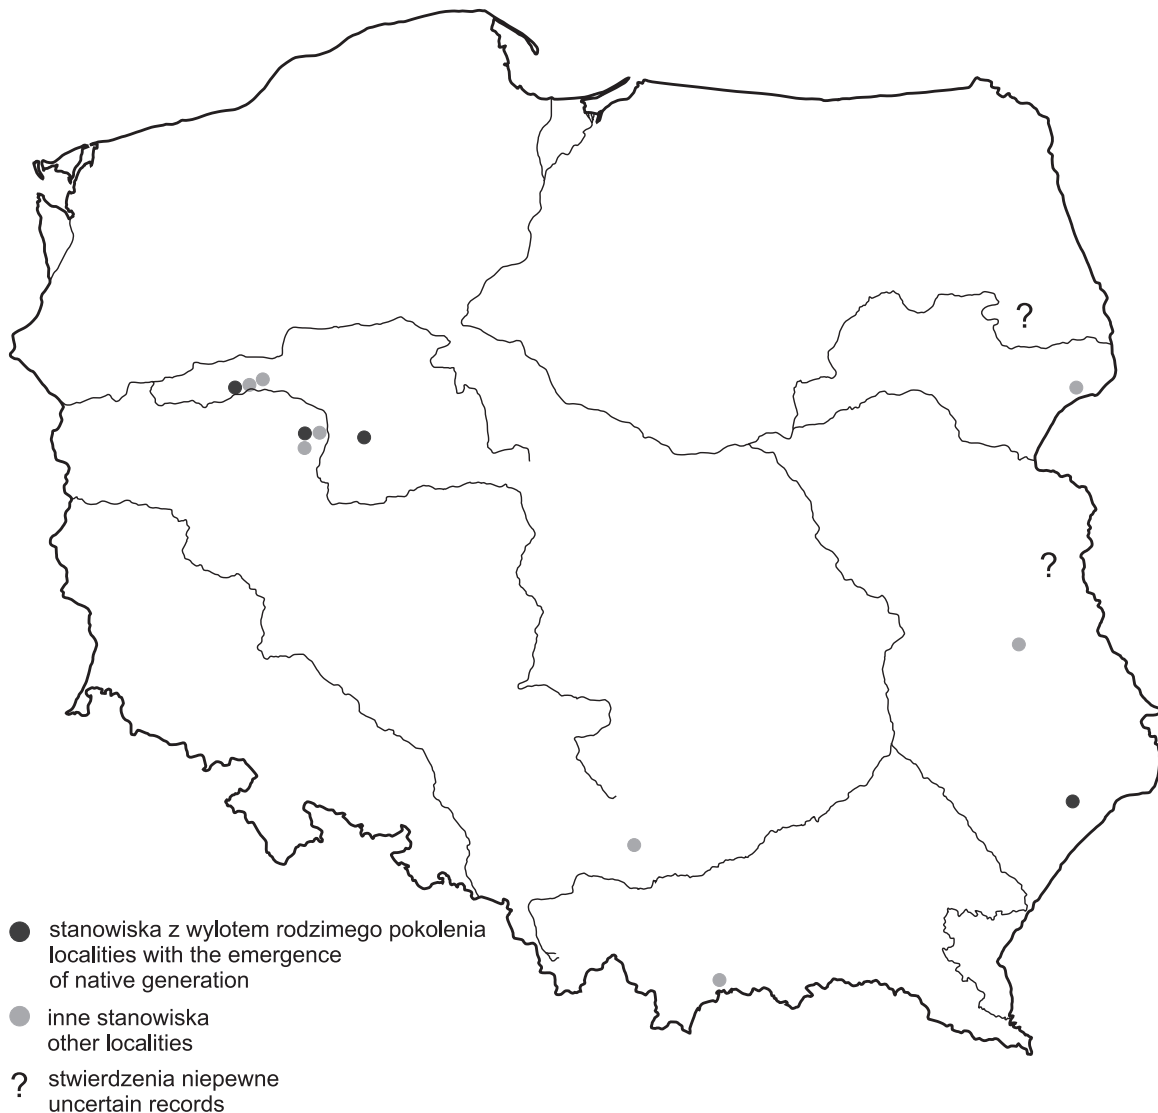 ?
?
stanowiska z wylotem rodzimego pokolenia
localities with the emergence
of native generation
inne stanowiska
other localities
? stwierdzenia niepewne
uncertain records